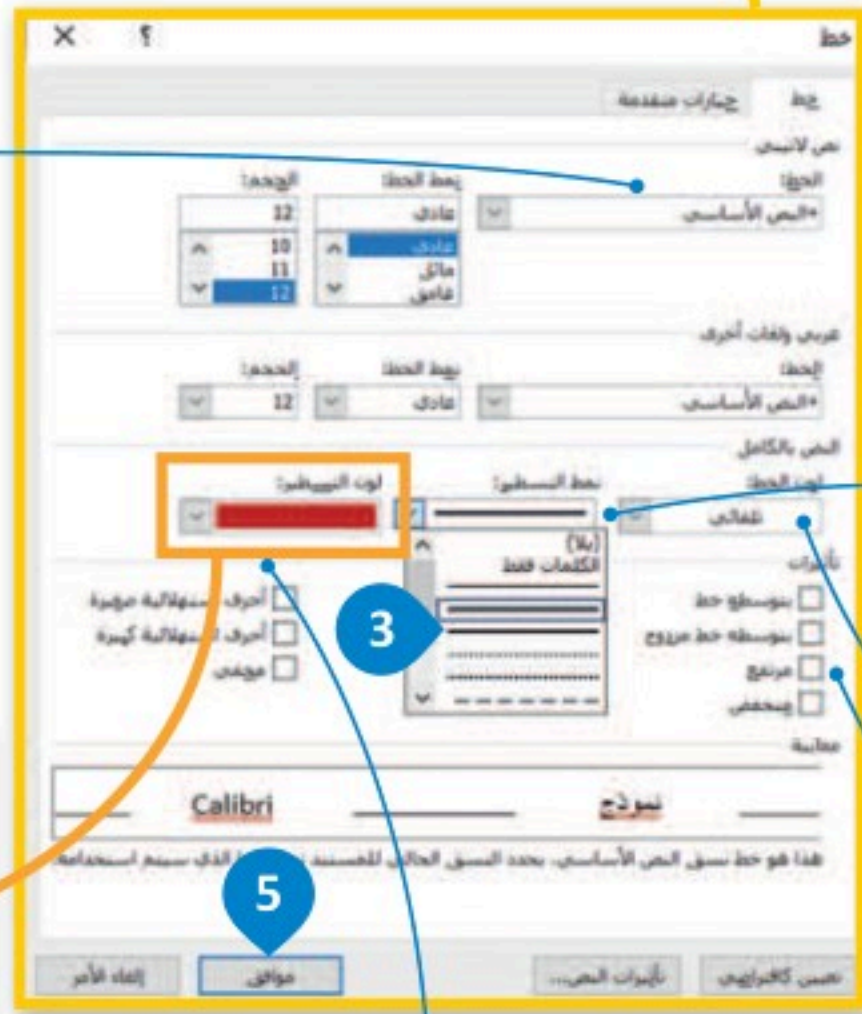 خط
خط خيارات متقدمة
نص لاتيني
الخط: نمط الخط: الحجم:
+النص الأساسي عادي 12
عادي 10
مائل 11
غامق 12
عربي ولغات أخرى
الخط: نمط الخط: الحجم:
+النص الأساسي عادي 12
النص بالكامل
لون الخط: نمط التسطير: لون التسطير:
تلقائي
(بلا)
الكلمات فقط
تأثيرات
يتوسطه خط
يتوسطه خط مزدوج
مرتفع
منخفض
أحرف استهلالية صغيرة
أحرف استهلالية كبيرة
مخفي
3
معاينة
نموذج Calibri
هذا هو خط نسق النص الأساسي. يحدد النسق الحالي للمستند الذي سيتم استخدامه.
5
تعيين كافتراضي تأثيرات النص... موافق إلغاء الأمر